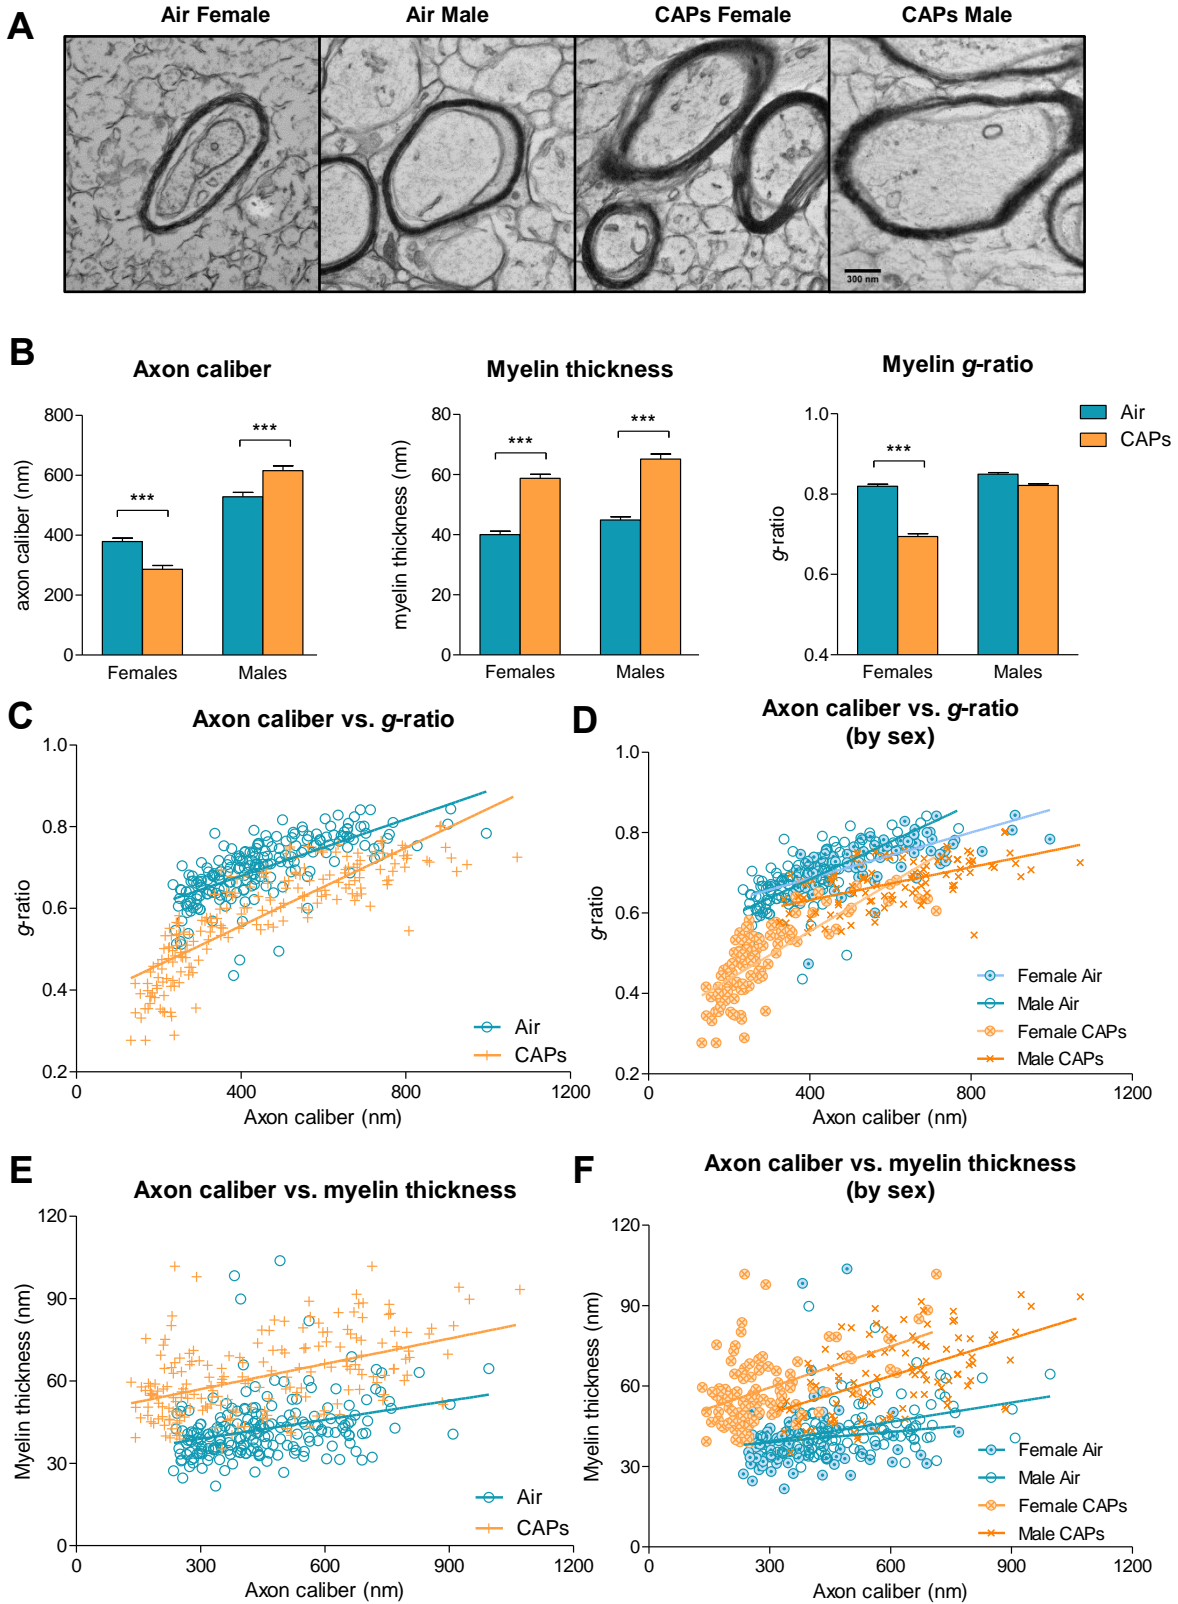 A
Air Female
Air Male
CAPs Female
CAPs Male
300 nm
B
Axon caliber
axon caliber (nm)
800
600
400
200
0
***
***
Females
Males
Myelin thickness
myelin thickness (nm)
80
60
40
20
0
***
***
Females
Males
Myelin g-ratio
g-ratio
1.0
0.8
0.6
0.4
***
Females
Males
Air
CAPs
C
Axon caliber vs. g-ratio
g-ratio
1.0
0.8
0.6
0.4
0.2
0
400
800
1200
Axon caliber (nm)
Air
CAPs
D
Axon caliber vs. g-ratio
(by sex)
g-ratio
1.0
0.8
0.6
0.4
0.2
0
400
800
1200
Axon caliber (nm)
Female Air
Male Air
Female CAPs
Male CAPs
E
Axon caliber vs. myelin thickness
Myelin thickness (nm)
120
90
60
30
0
0
300
600
900
1200
Axon caliber (nm)
Air
CAPs
F
Axon caliber vs. myelin thickness
(by sex)
Myelin thickness (nm)
120
90
60
30
0
0
300
600
900
1200
Axon caliber (nm)
Female Air
Male Air
Female CAPs
Male CAPs